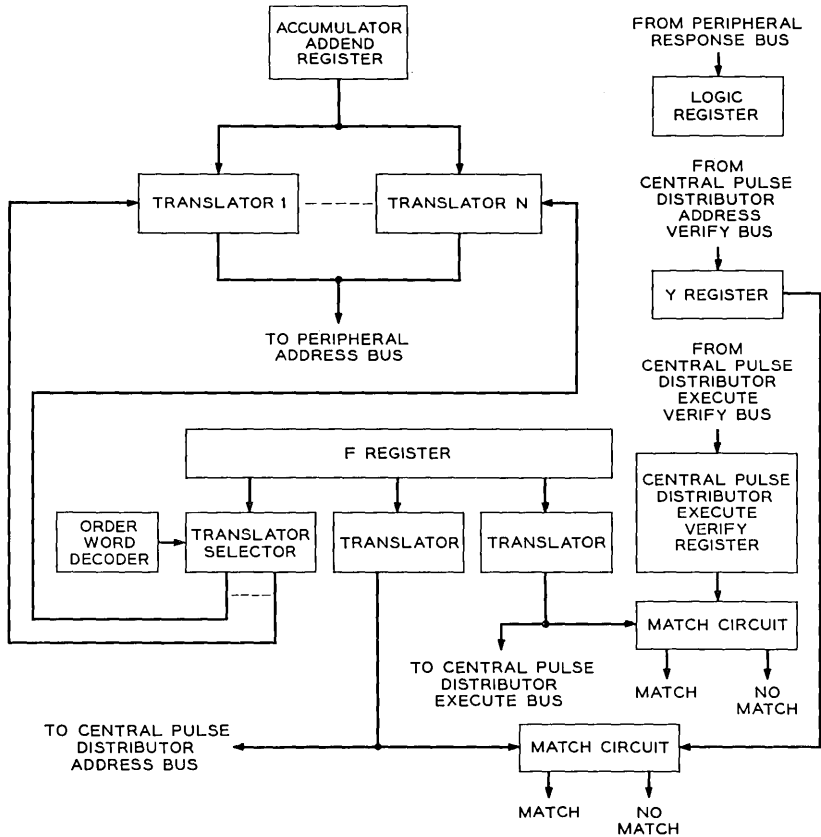 ACCUMULATOR
ADDEND
REGISTER
FROM PERIPHERAL
RESPONSE BUS
LOGIC
REGISTER
TRANSLATOR 1
TRANSLATOR N
FROM
CENTRAL PULSE
DISTRIBUTOR
ADDRESS
VERIFY BUS
Y REGISTER
TO PERIPHERAL
ADDRESS BUS
FROM
CENTRAL PULSE
DISTRIBUTOR
EXECUTE
VERIFY BUS
F REGISTER
ORDER
WORD
DECODER
TRANSLATOR
SELECTOR
TRANSLATOR
TRANSLATOR
CENTRAL PULSE
DISTRIBUTOR
EXECUTE
VERIFY
REGISTER
MATCH CIRCUIT
MATCH
NO
MATCH
TO CENTRAL PULSE
DISTRIBUTOR
EXECUTE BUS
TO CENTRAL PULSE
DISTRIBUTOR
ADDRESS BUS
MATCH CIRCUIT
MATCH
NO
MATCH